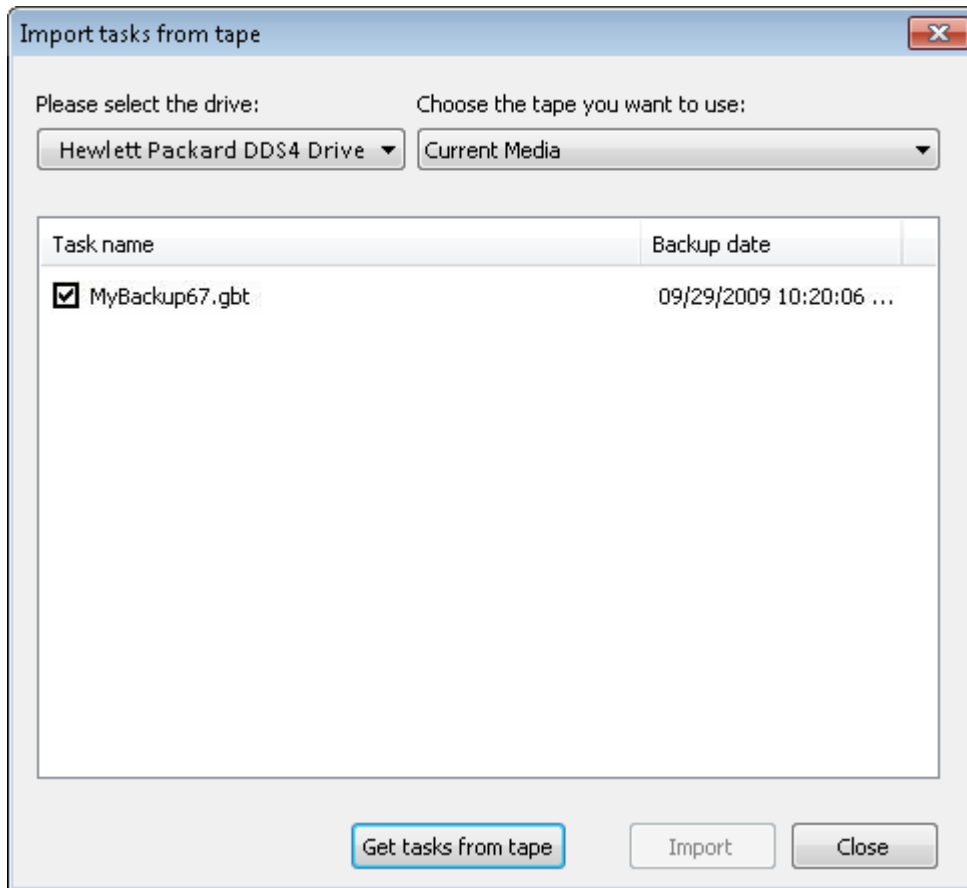 Import tasks from tape
Please select the drive: Choose the tape you want to use:
Hewlett Packard DDS4 Drive Current Media
Task name Backup date
MyBackup67.gbt 09/29/2009 10:20:06 ...
Get tasks from tape Import Close